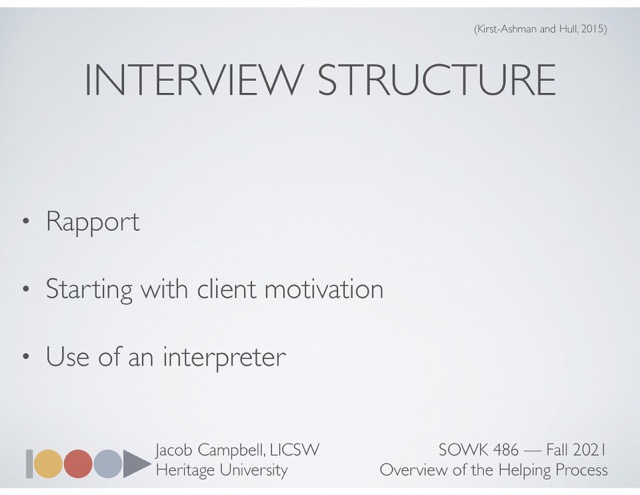 (Kirst-Ashman and Hull, 2015)
INTERVIEW STRUCTURE
• Rapport
• Starting with client motivation
• Use of an interpreter
Jacob Campbell, LICSW
Heritage University
SOWK 486 — Fall 2021
Overview of the Helping Process